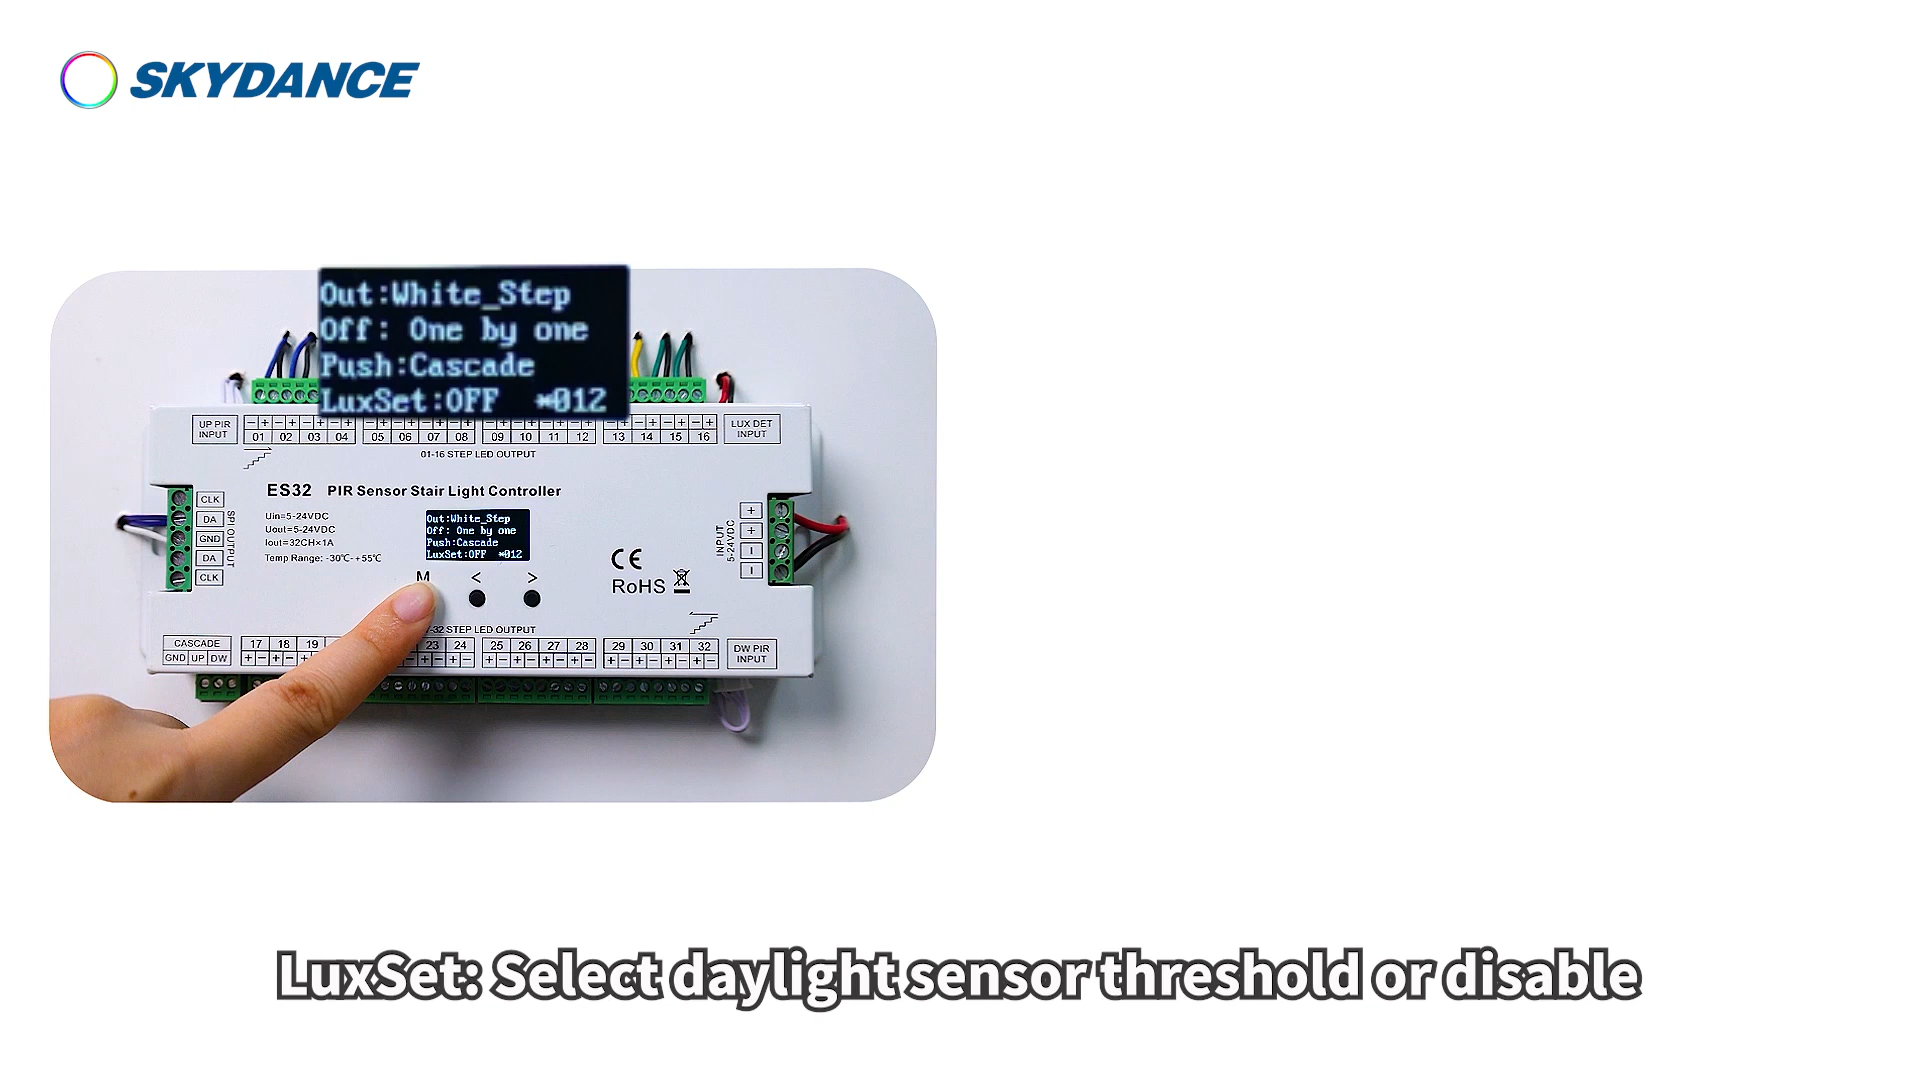 SKYDANCE
Out:White_Step
Off: One by one
Push:Cascade
LuxSet:OFF *012
UP PIR INPUT
- + - + - + - +
01 02 03 04
05 06 07 08
09 10 11 12
13 14 15 16
LUX DET INPUT
01-16 STEP LED OUTPUT
ES32 PIR Sensor Stair Light Controller
Uin=5-24VDC
Uout=5-24VDC
Iout=32CH×1A
Temp Range: -30℃-+55℃
Out:White_Step
Off: One by one
Push:Cascade
LuxSet:OFF *012
M < >
CE
RoHS
CLK
DA
GND
DA
CLK
SPI OUTPUT
INPUT
5-24VDC
+
+
-
-
-32 STEP LED OUTPUT
CASCADE
GND UP DW
17 18 19
23 24
25 26 27 28
29 30 31 32
DW PIR INPUT
LuxSet: Select daylight sensor threshold or disable